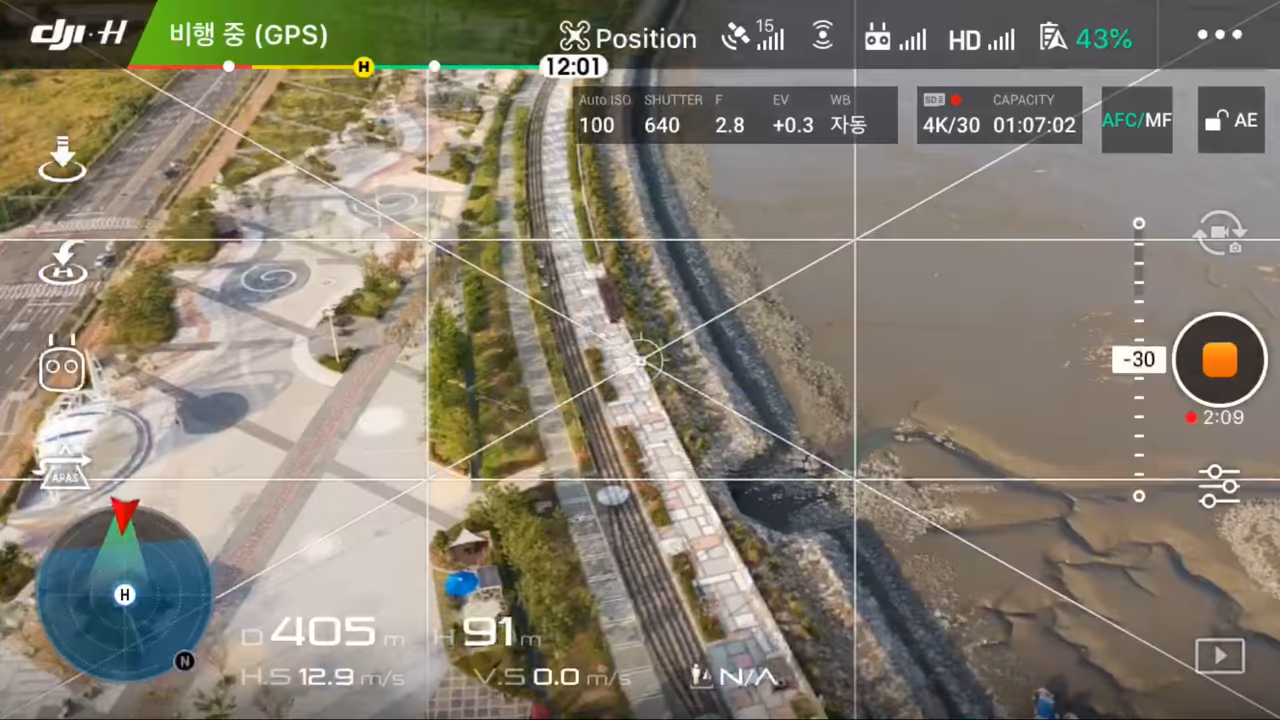 dji · H
비행 중 (GPS)
Position
15
HD
43%
H
12:01
Auto ISO SHUTTER F EV WB
100 640 2.8 +0.3 자동
SD CAPACITY
4K/30 01:07:02
AFC/MF
AE
-30
2:09
APAS
H
N
D 405 m H 91 m
H.S 12.9 m/s V.S 0.0 m/s N/A